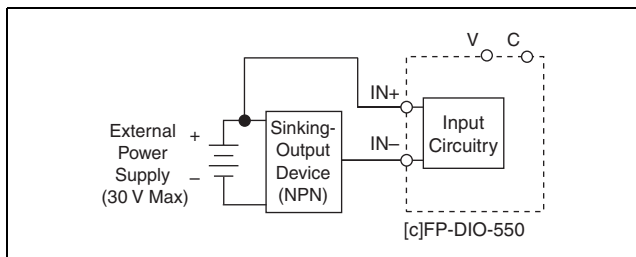 V C
IN+
IN–
External
Power
Supply
(30 V Max)
+
–
Sinking-
Output
Device
(NPN)
Input
Circuitry
[c]FP-DIO-550